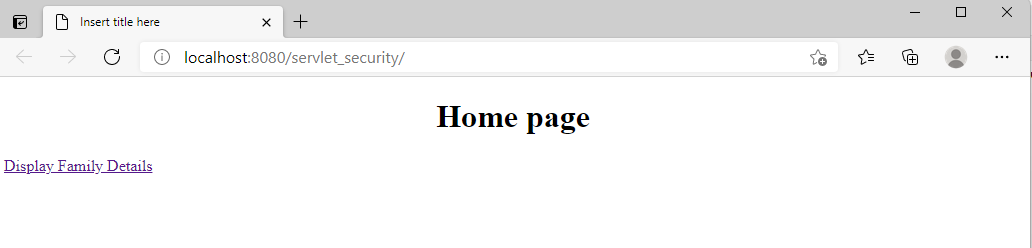 Insert title here
localhost:8080/servlet_security/
Home page
Display Family Details